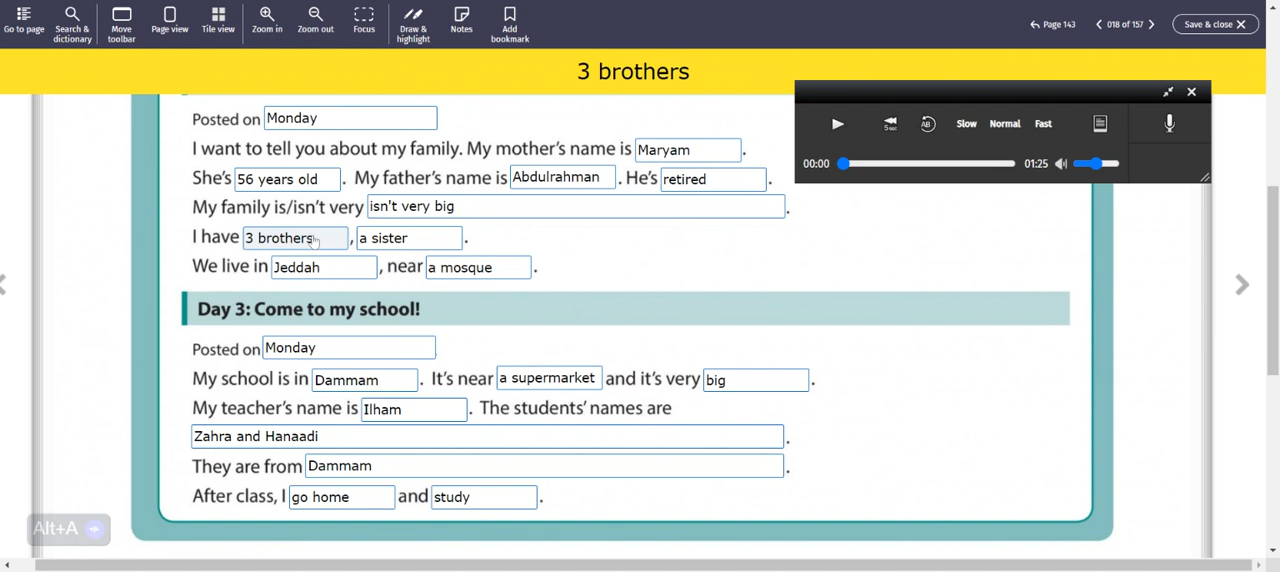 Go to page Search & dictionary Move toolbar Page view Tile view Zoom in Zoom out Focus Draw & highlight Notes Add bookmark Page 143 018 of 157 Save & close
3 brothers
5 sec AB Slow Normal Fast
00:00 01:25
Posted on Monday
I want to tell you about my family. My mother's name is Maryam .
She's 56 years old . My father's name is Abdulrahman . He's retired .
My family is/isn't very isn't very big .
I have 3 brothers , a sister .
We live in Jeddah , near a mosque .
Day 3: Come to my school!
Posted on Monday
My school is in Dammam . It's near a supermarket and it's very big .
My teacher's name is Ilham . The students' names are
Zahra and Hanaadi .
They are from Dammam .
After class, I go home and study .
Alt+A